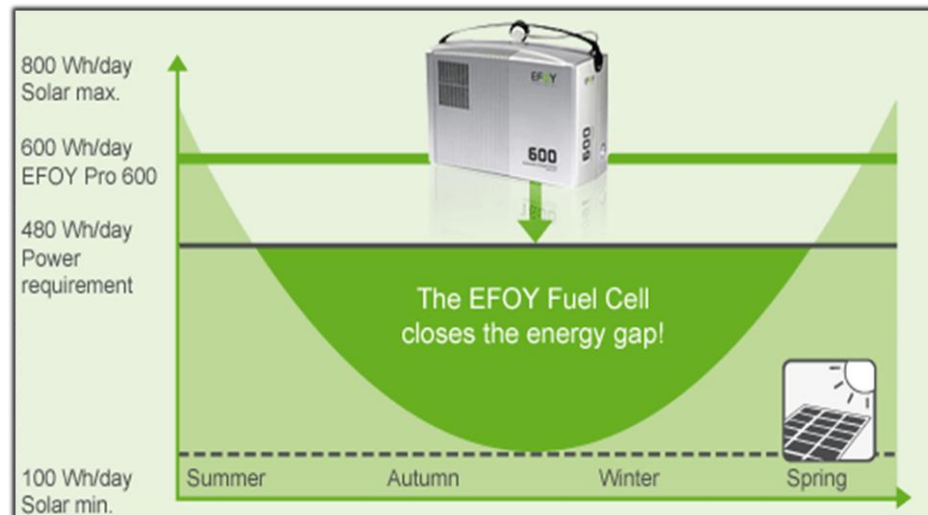 800 Wh/day
Solar max.
600 Wh/day
EFOY Pro 600
480 Wh/day
Power
requirement
100 Wh/day
Solar min.
EFOY
600
600
The EFOY Fuel Cell
closes the energy gap!
Summer Autumn Winter Spring